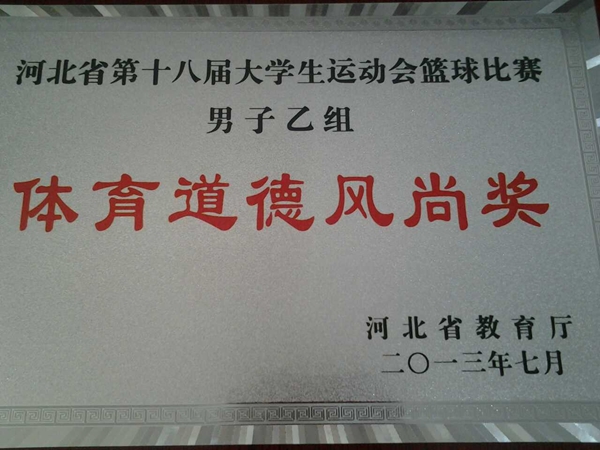 河北省第十八届大学生运动会篮球比赛
男子乙组
体育道德风尚奖
河北省教育厅
二〇一三年七月